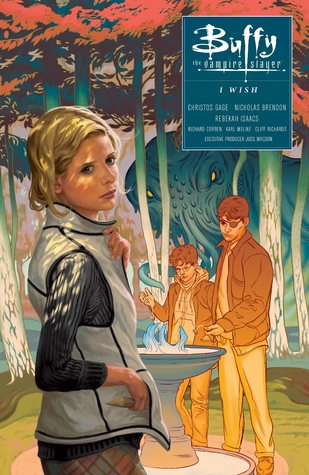 Buffy
the vampire slayer
I WISH
CHRISTOS GAGE NICHOLAS BRENDON
REBEKAH ISAACS
RICHARD CORBEN KARL MOLINE CLIFF RICHARDS
EXECUTIVE PRODUCER JOSS WHEDON